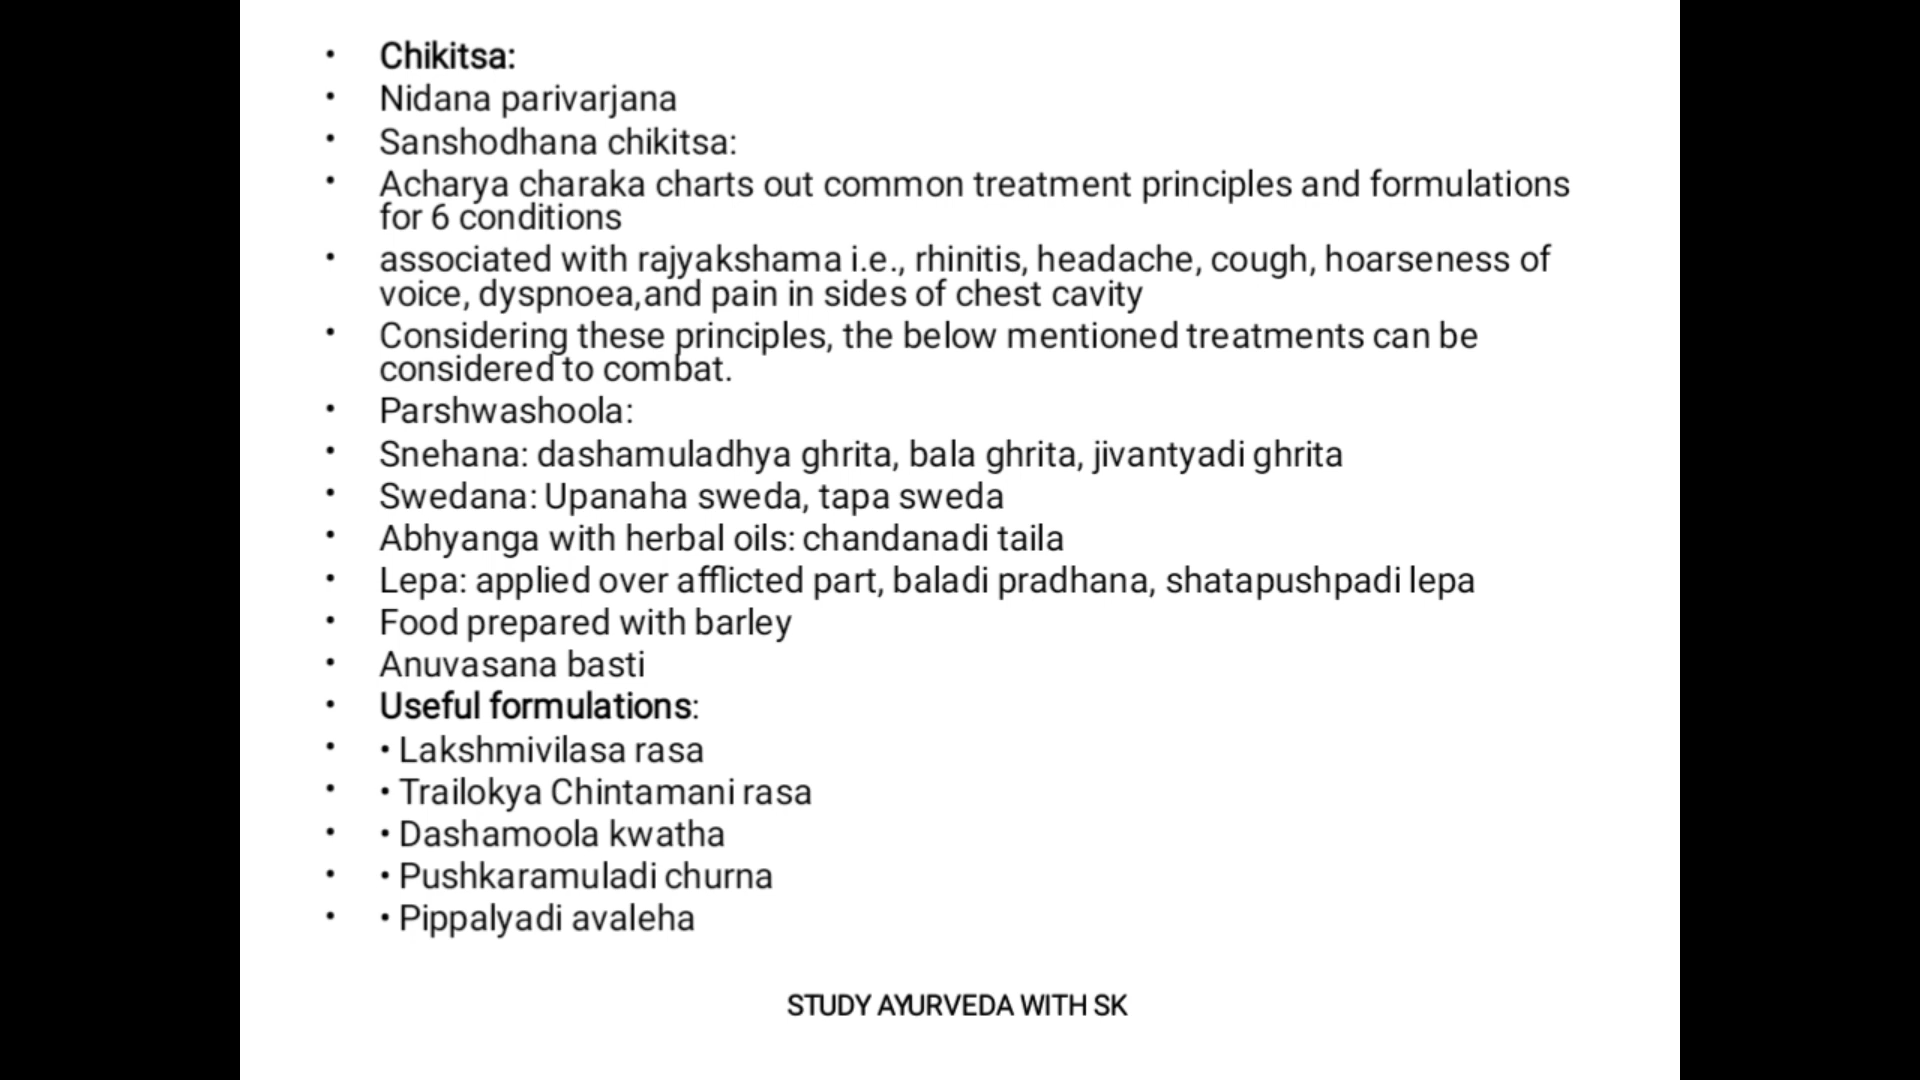 • Chikitsa:
• Nidana parivarjana
• Sanshodhana chikitsa:
• Acharya charaka charts out common treatment principles and formulations
for 6 conditions
• associated with rajyakshama i.e., rhinitis, headache, cough, hoarseness of
voice, dyspnoea,and pain in sides of chest cavity
• Considering these principles, the below mentioned treatments can be
considered to combat.
• Parshwashoola:
• Snehana: dashamuladhya ghrita, bala ghrita, jivantyadi ghrita
• Swedana: Upanaha sweda, tapa sweda
• Abhyanga with herbal oils: chandanadi taila
• Lepa: applied over afflicted part, baladi pradhana, shatapushpadi lepa
• Food prepared with barley
• Anuvasana basti
• Useful formulations:
• • Lakshmivilasa rasa
• • Trailokya Chintamani rasa
• • Dashamoola kwatha
• • Pushkaramuladi churna
• • Pippalyadi avaleha
STUDY AYURVEDA WITH SK